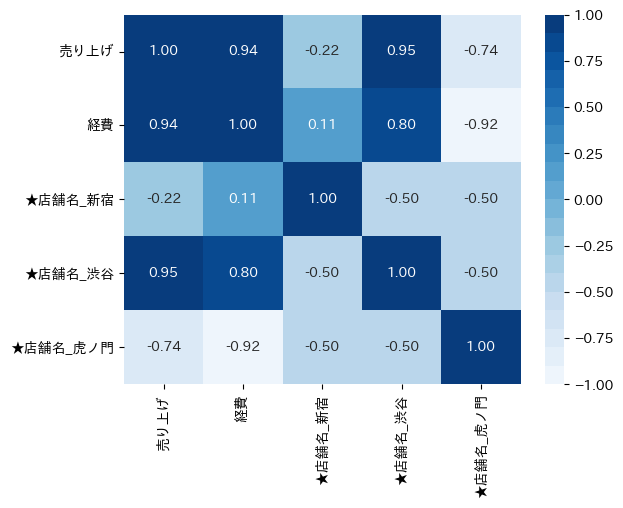 売り上げ 1.00 0.94 -0.22 0.95 -0.74
経費 0.94 1.00 0.11 0.80 -0.92
★店舗名_新宿 -0.22 0.11 1.00 -0.50 -0.50
★店舗名_渋谷 0.95 0.80 -0.50 1.00 -0.50
★店舗名_虎ノ門 -0.74 -0.92 -0.50 -0.50 1.00
売り上げ
経費
★店舗名_新宿
★店舗名_渋谷
★店舗名_虎ノ門
1.00
0.75
0.50
0.25
0.00
−0.25
−0.50
−0.75
−1.00